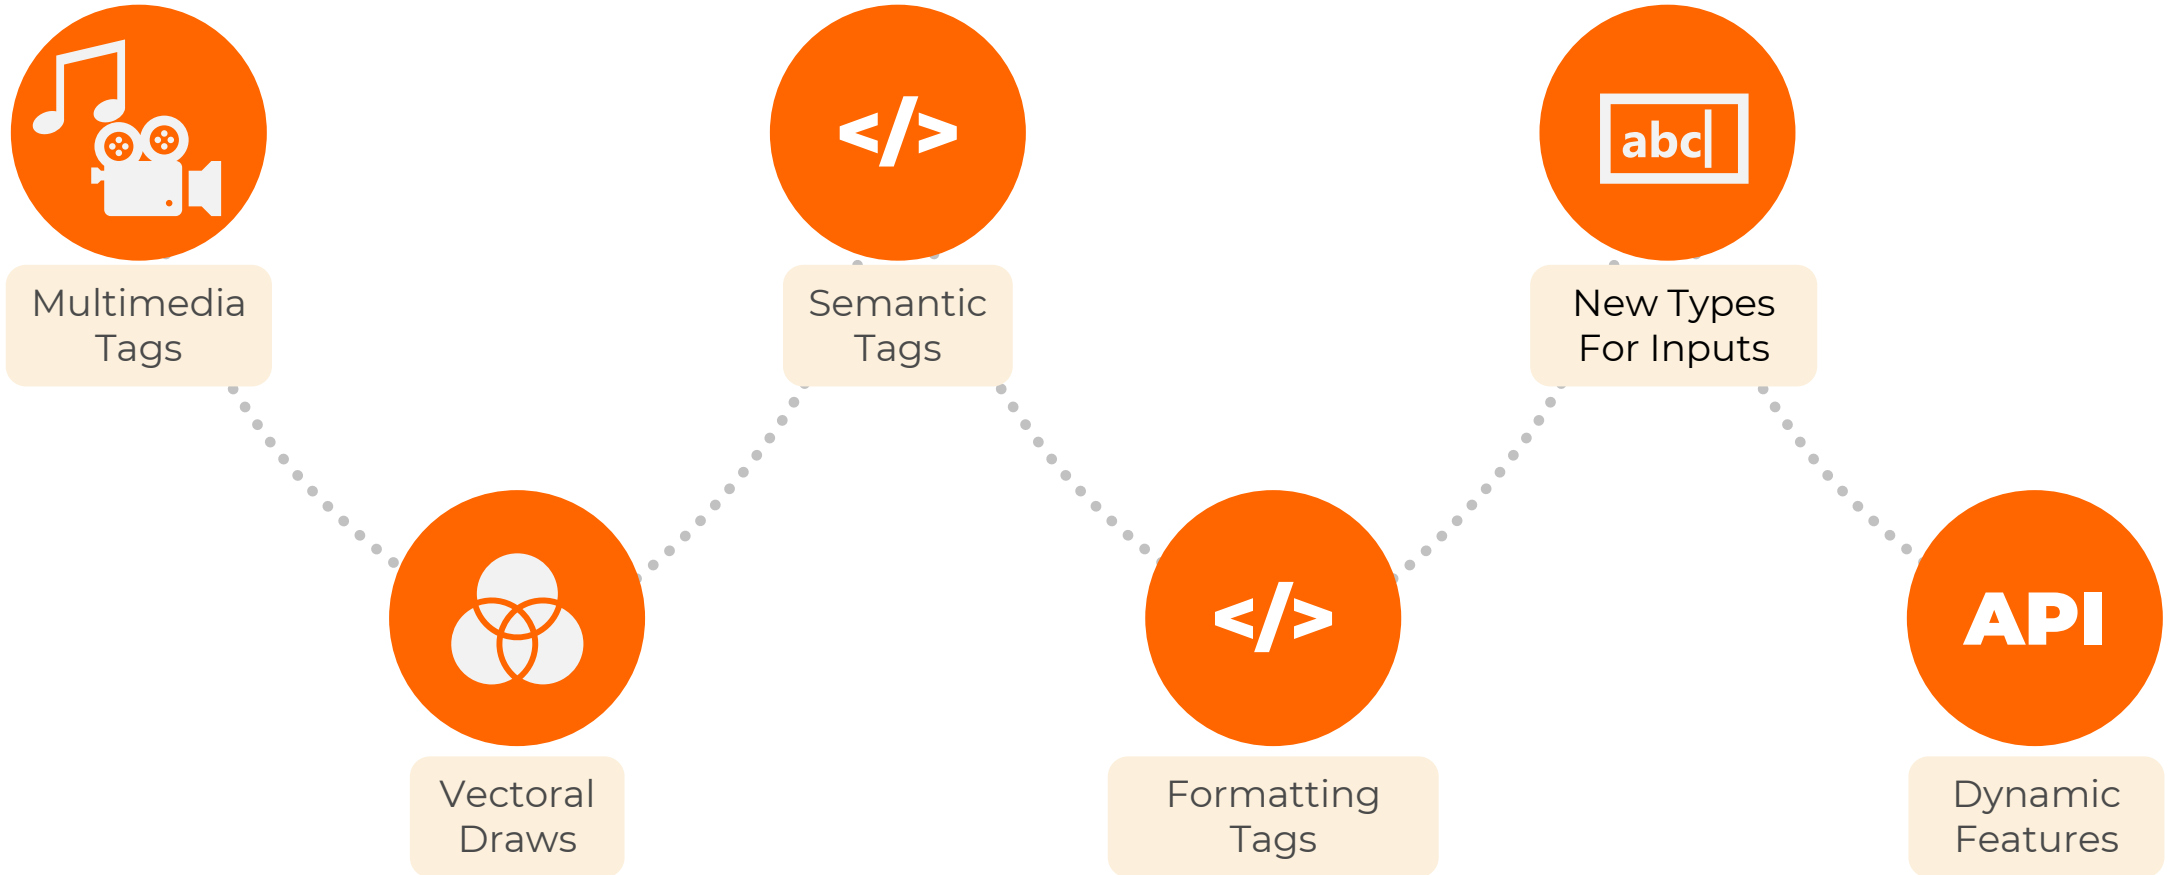 </>
abc
Multimedia
Tags
Semantic
Tags
New Types
For Inputs
</>
API
Vectoral
Draws
Formatting
Tags
Dynamic
Features